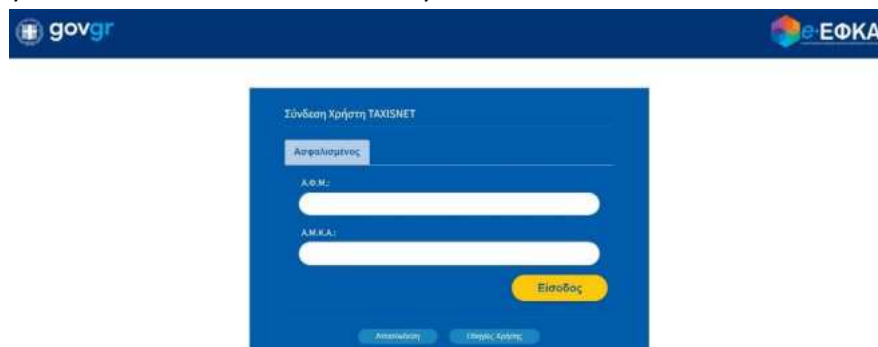 govgr
e-ΕΦΚΑ
Σύνδεση Χρήστη TAXISNET
Ασφαλισμένος
Α.Φ.Μ.:
Α.Μ.Κ.Α.:
Είσοδος
Αποσύνδεση Οδηγίες Χρήσης